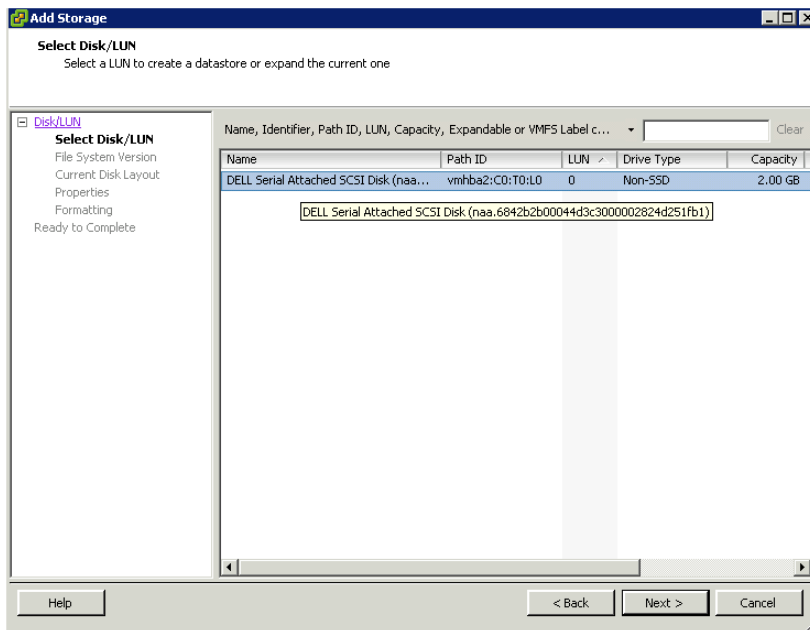 Add Storage
Select Disk/LUN
Select a LUN to create a datastore or expand the current one
Disk/LUN
Select Disk/LUN
File System Version
Current Disk Layout
Properties
Formatting
Ready to Complete
Name, Identifier, Path ID, LUN, Capacity, Expandable or VMFS Label c... Clear
Name Path ID LUN Drive Type Capacity
DELL Serial Attached SCSI Disk (naa... vmhba2:C0:T0:L0 0 Non-SSD 2.00 GB
DELL Serial Attached SCSI Disk (naa.6842b2b00044d3c3000002824d251fb1)
Help < Back Next > Cancel